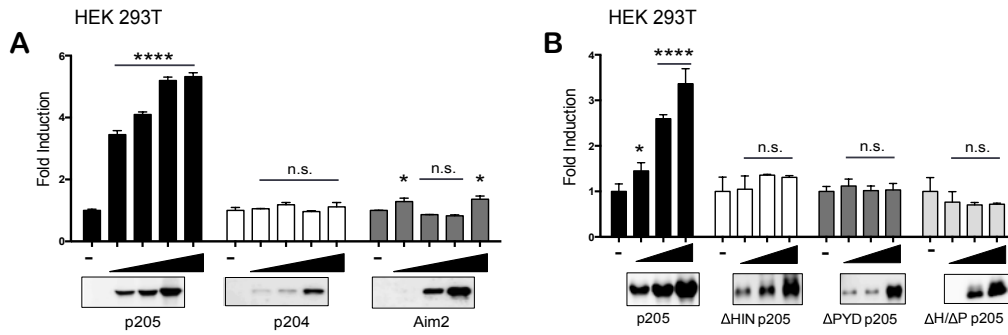 HEK 293T
A
Fold Induction
6
4
2
0
****
n.s.
*
n.s.
*
-
-
-
p205
p204
Aim2
HEK 293T
B
Fold Induction
4
3
2
1
0
*
****
n.s.
n.s.
n.s.
-
-
-
-
p205
ΔHIN p205
ΔPYD p205
ΔH/ΔP p205